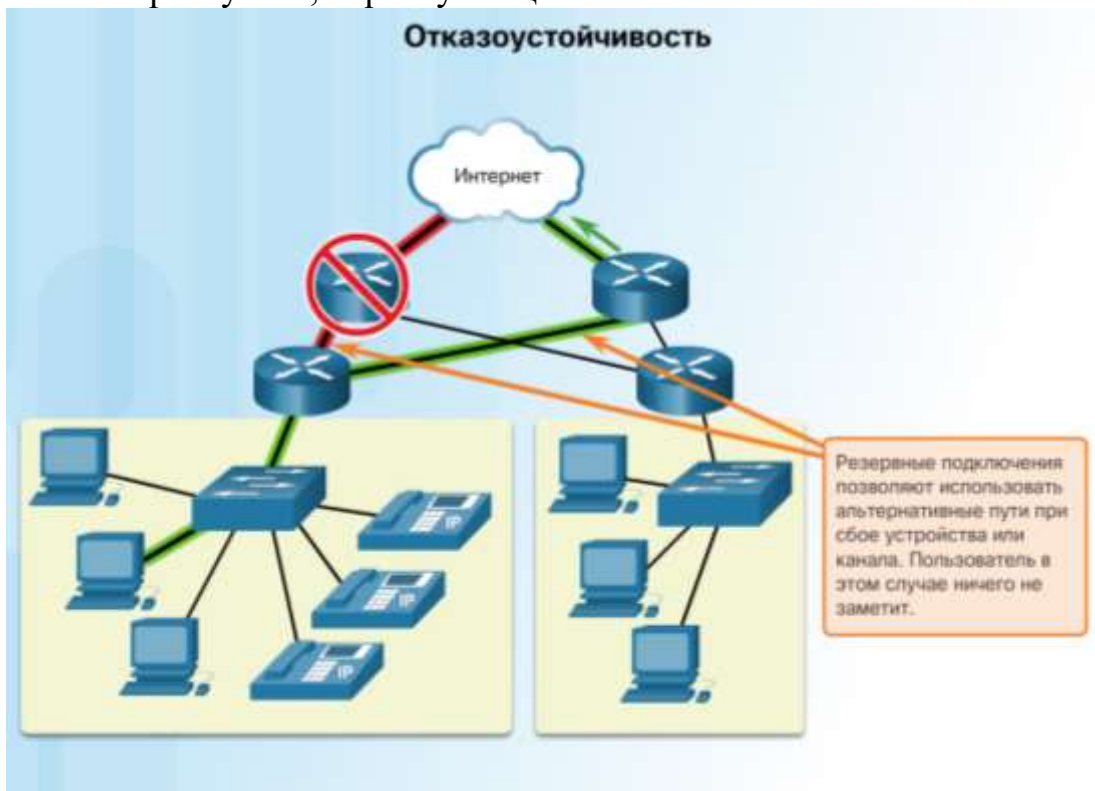 Отказоустойчивость
Интернет
Резервные подключения
позволяют использовать
альтернативные пути при
сбое устройства или
канала. Пользователь в
этом случае ничего не
заметит.